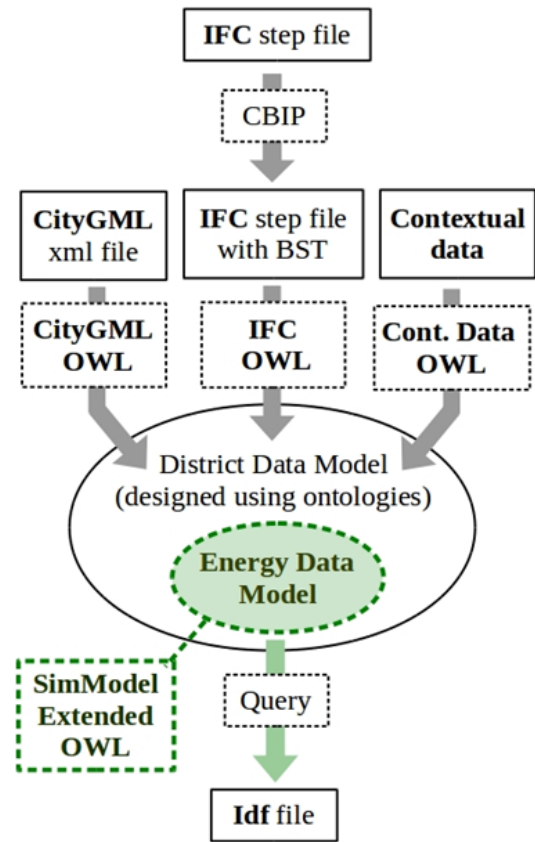 IFC step file
CBIP
CityGML
xml file
IFC step file
with BST
Contextual
data
CityGML
OWL
IFC
OWL
Cont. Data
OWL
District Data Model
(designed using ontologies)
Energy Data
Model
SimModel
Extended
OWL
Query
Idf file